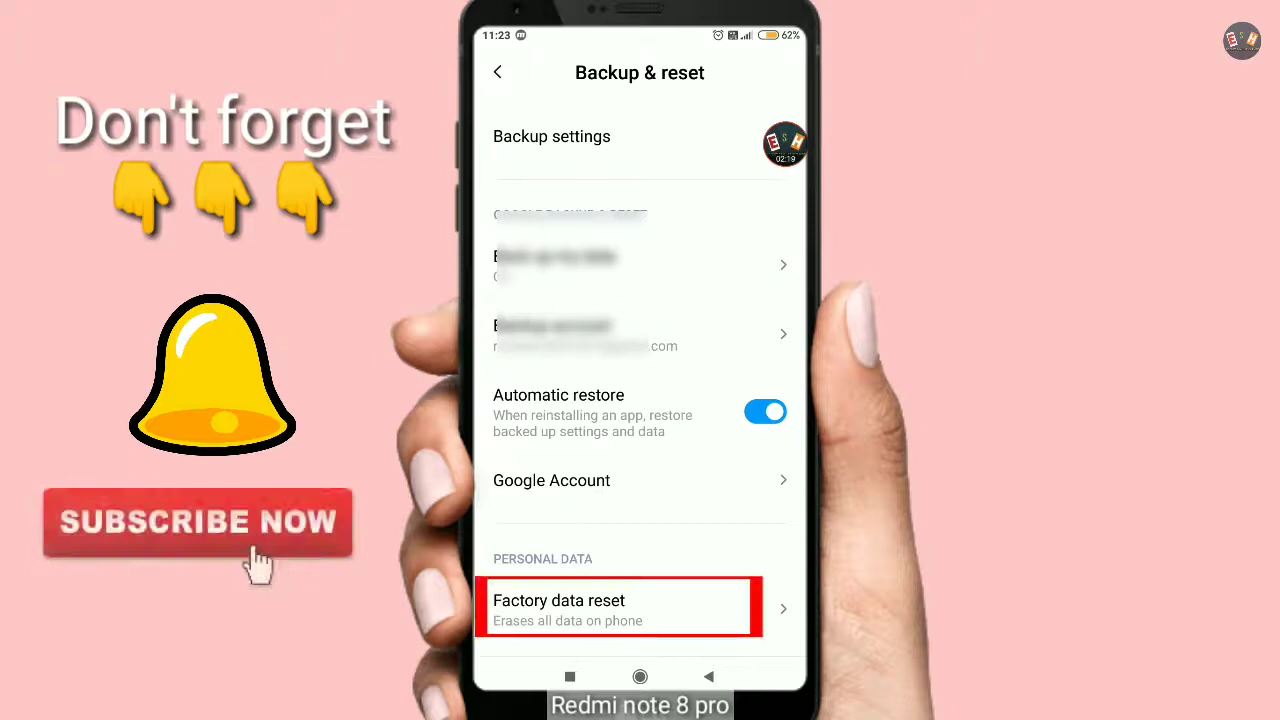 Don't forget
SUBSCRIBE NOW
11:23
62%
Backup & reset
Backup settings
02:19
.com
Automatic restore
When reinstalling an app, restore
backed up settings and data
Google Account
PERSONAL DATA
Factory data reset
Erases all data on phone
Redmi note 8 pro
E S H